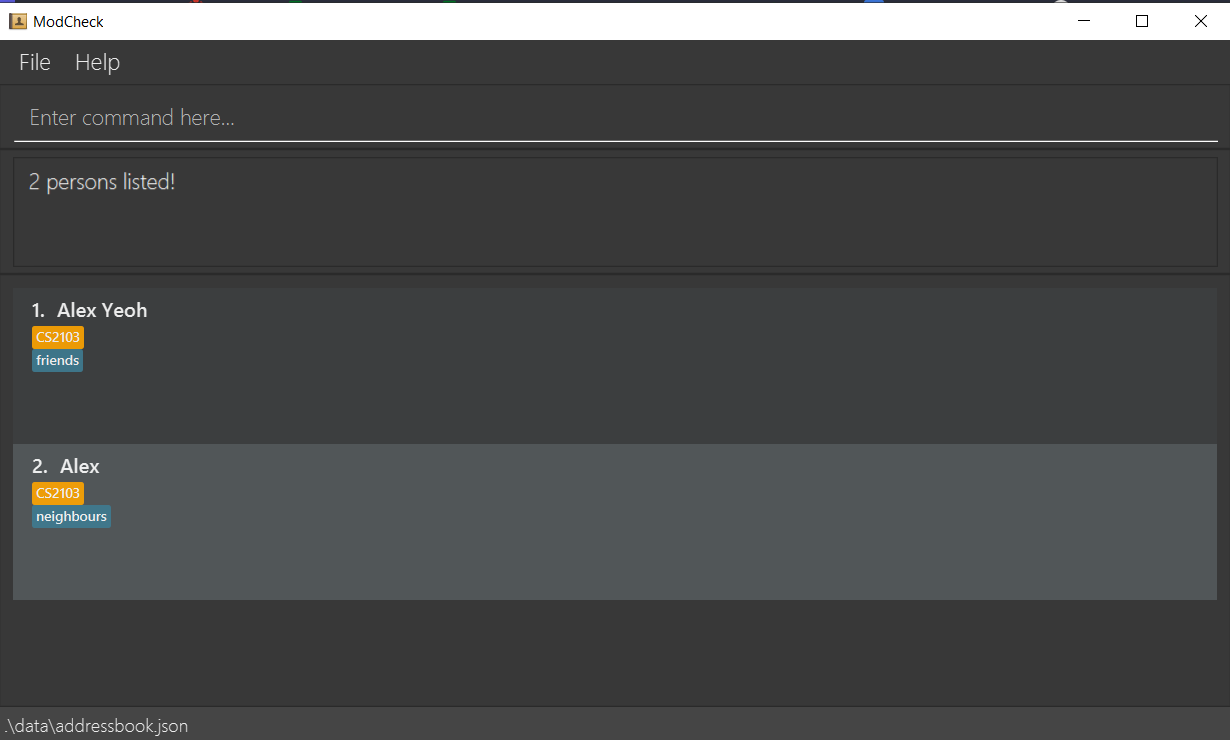 ModCheck
File Help
Enter command here...
2 persons listed!
1. Alex Yeoh
CS2103
friends
2. Alex
CS2103
neighbours
.\data\addressbook.json